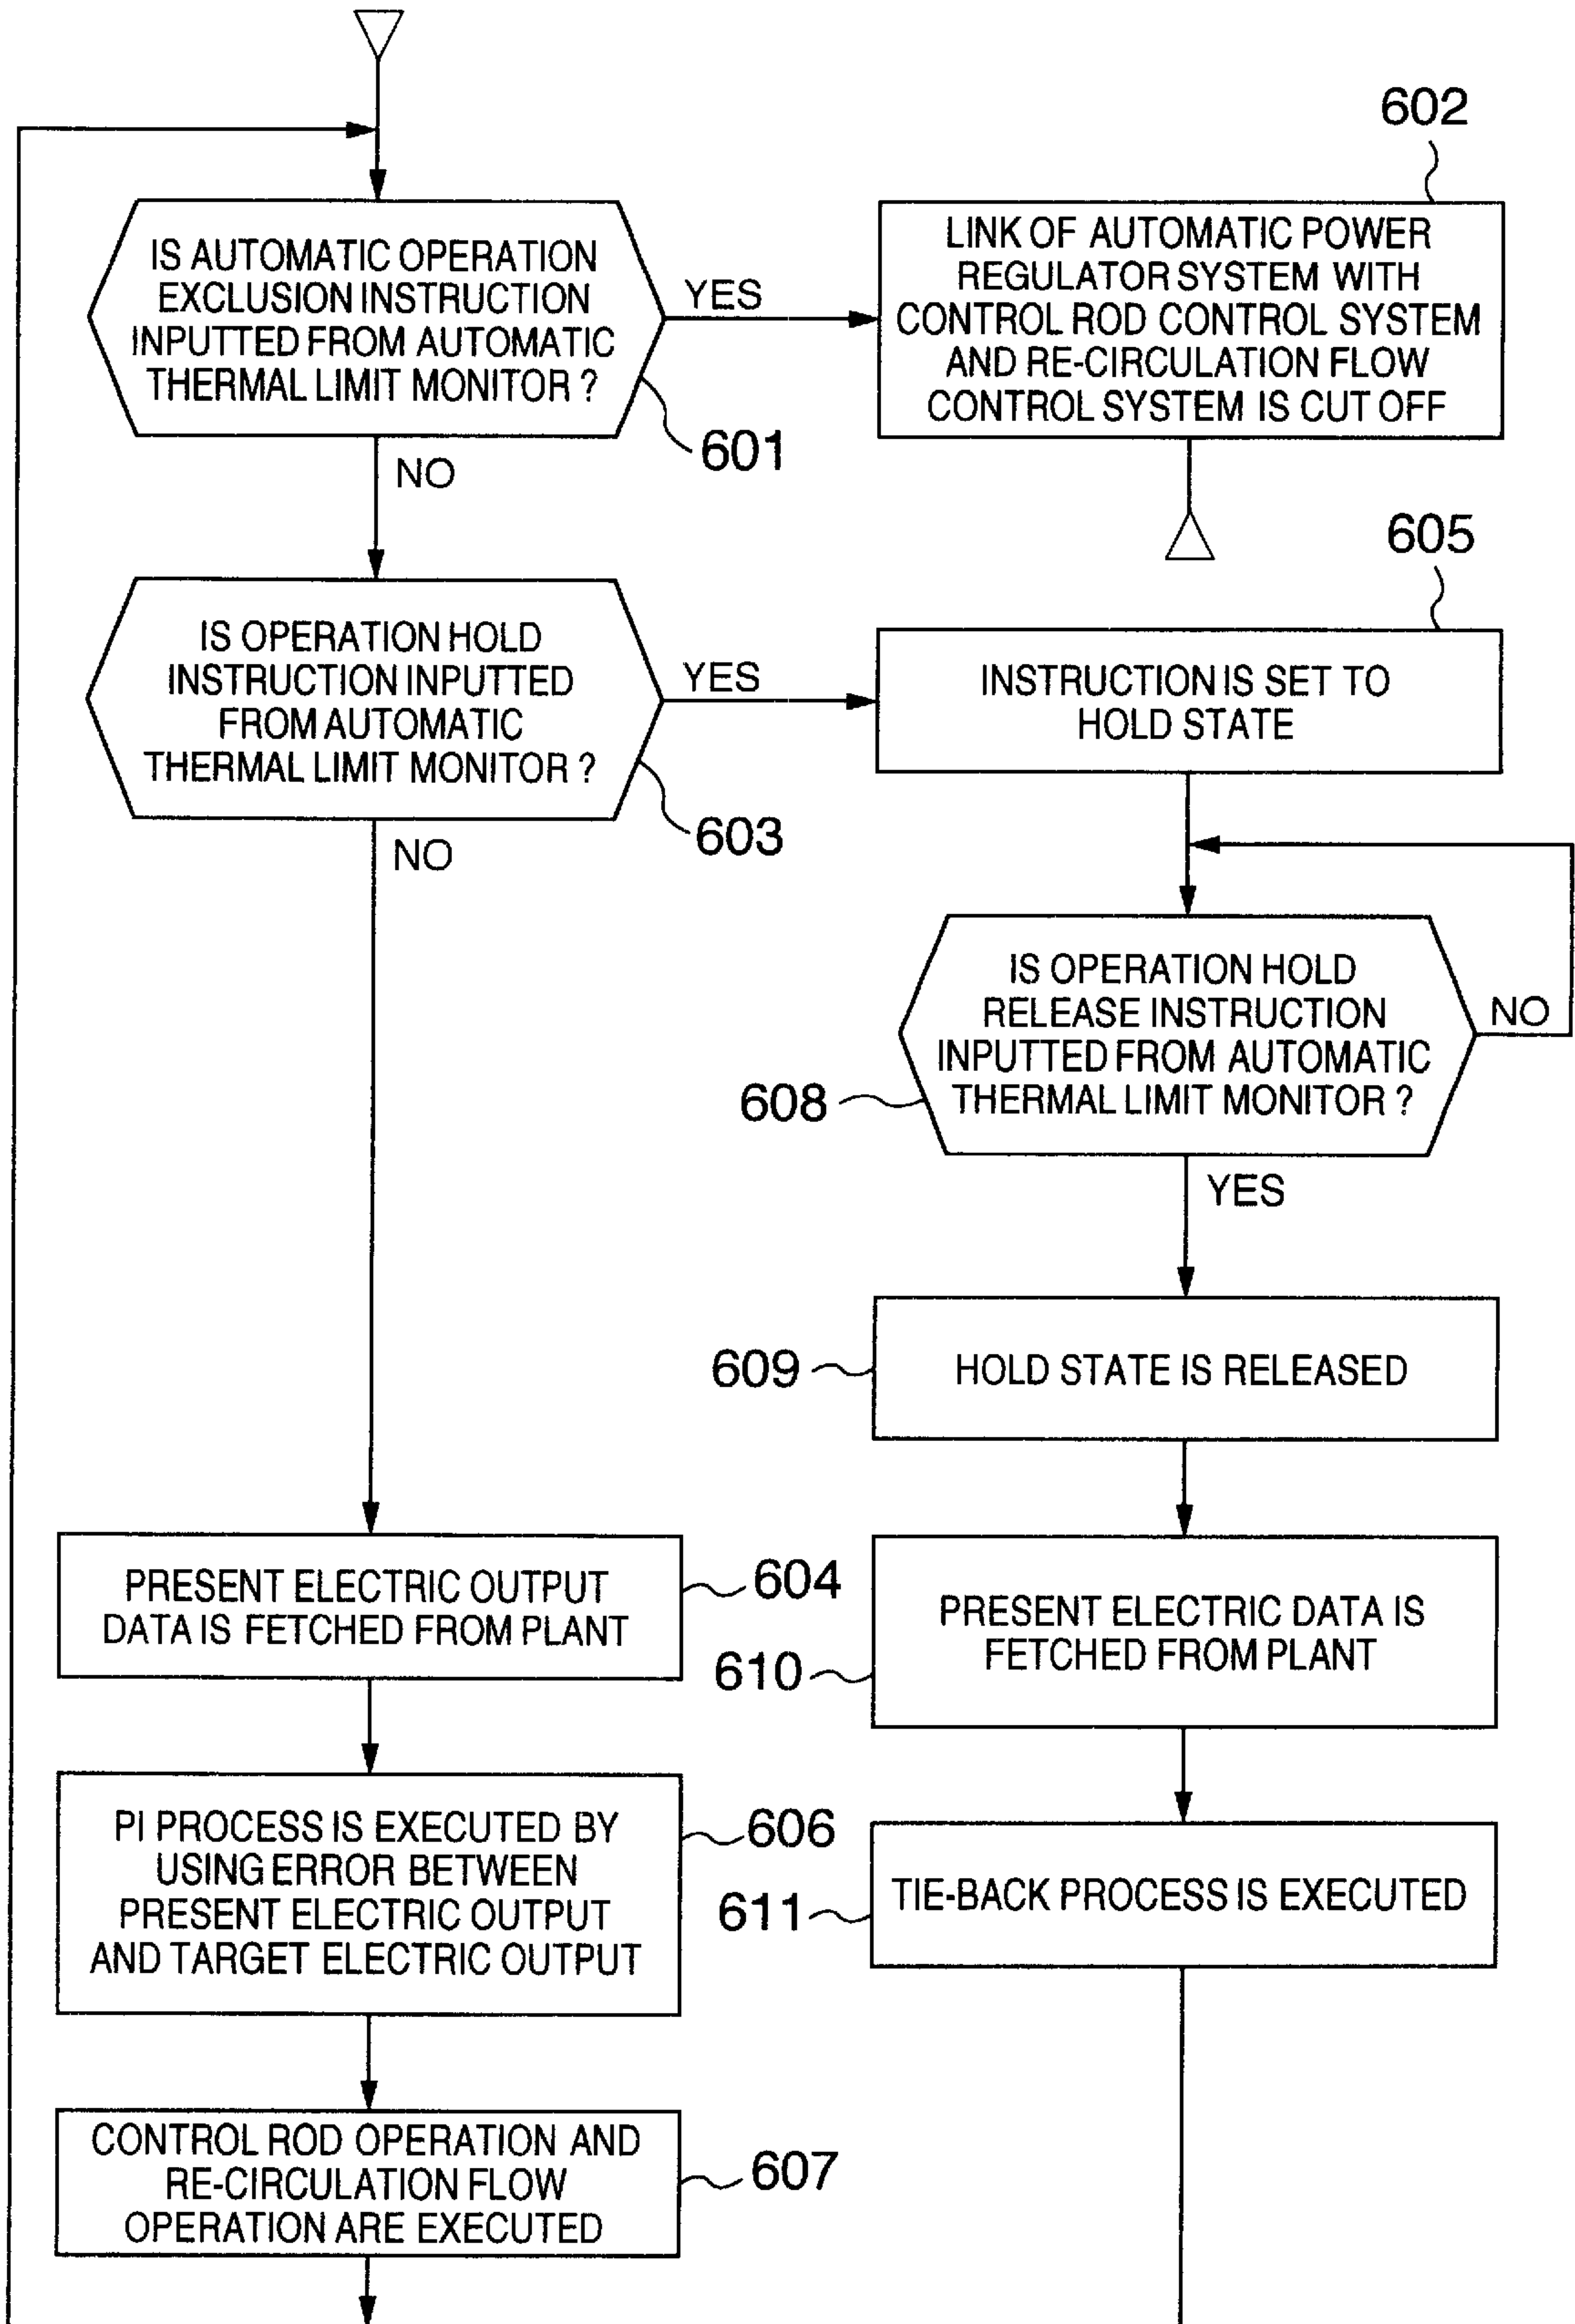 602
IS AUTOMATIC OPERATION
EXCLUSION INSTRUCTION
INPUTTED FROM AUTOMATIC
THERMAL LIMIT MONITOR ?
YES
601
NO
LINK OF AUTOMATIC POWER
REGULATOR SYSTEM WITH
CONTROL ROD CONTROL SYSTEM
AND RE-CIRCULATION FLOW
CONTROL SYSTEM IS CUT OFF
605
IS OPERATION HOLD
INSTRUCTION INPUTTED
FROM AUTOMATIC
THERMAL LIMIT MONITOR ?
YES
603
NO
INSTRUCTION IS SET TO
HOLD STATE
IS OPERATION HOLD
RELEASE INSTRUCTION
INPUTTED FROM AUTOMATIC
THERMAL LIMIT MONITOR ?
NO
608
YES
609
HOLD STATE IS RELEASED
PRESENT ELECTRIC OUTPUT
DATA IS FETCHED FROM PLANT
604
PRESENT ELECTRIC DATA IS
FETCHED FROM PLANT
610
PI PROCESS IS EXECUTED BY
USING ERROR BETWEEN
PRESENT ELECTRIC OUTPUT
AND TARGET ELECTRIC OUTPUT
606
611
TIE-BACK PROCESS IS EXECUTED
CONTROL ROD OPERATION AND
RE-CIRCULATION FLOW
OPERATION ARE EXECUTED
607